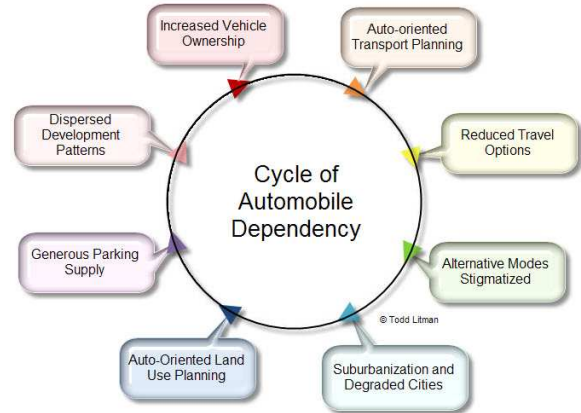 Increased Vehicle
Ownership
Auto-oriented
Transport Planning
Dispersed
Development
Patterns
Reduced Travel
Options
Cycle of
Automobile
Dependency
Generous Parking
Supply
Alternative Modes
Stigmatized
© Todd Litman
Auto-Oriented Land
Use Planning
Suburbanization and
Degraded Cities